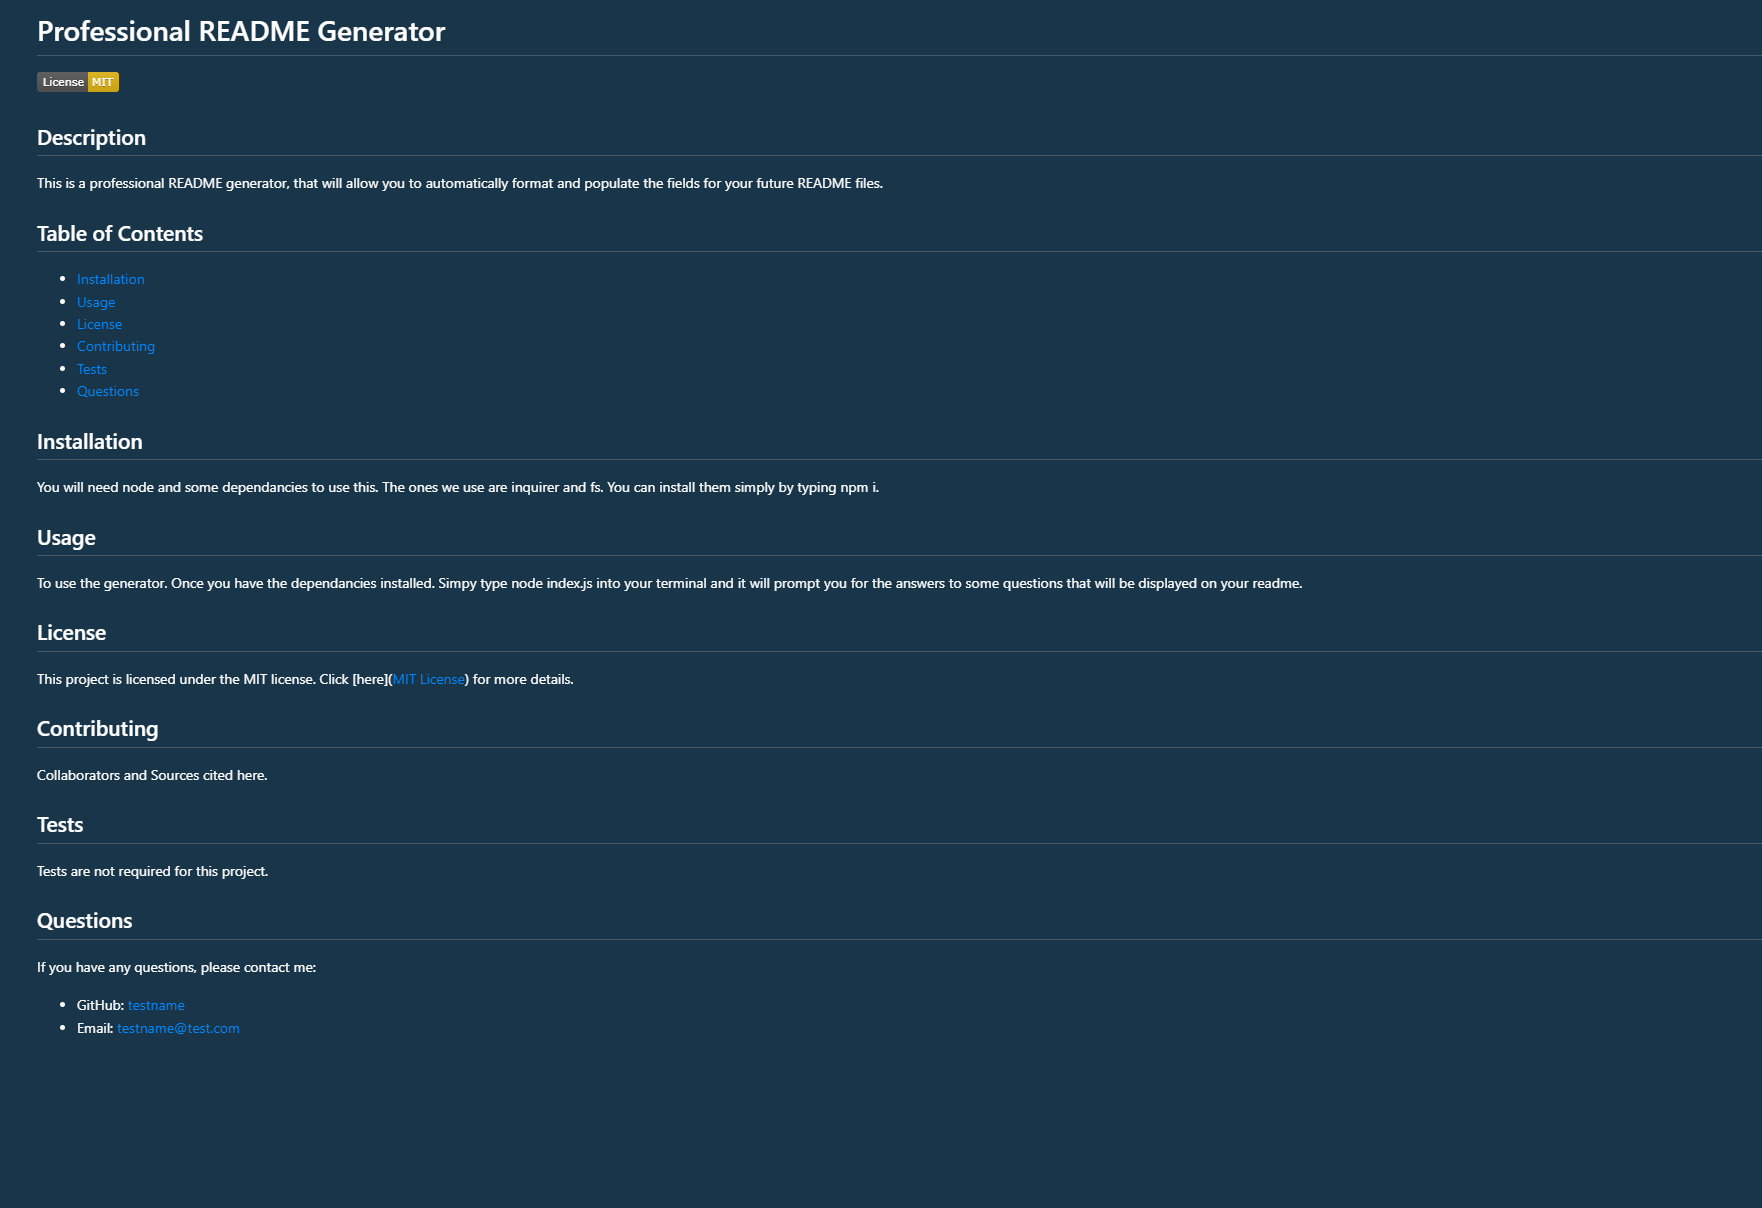 Professional README Generator
License MIT
Description
This is a professional README generator, that will allow you to automatically format and populate the fields for your future README files.
Table of Contents
Installation
Usage
License
Contributing
Tests
Questions
Installation
You will need node and some dependancies to use this. The ones we use are inquirer and fs. You can install them simply by typing npm i.
Usage
To use the generator. Once you have the dependancies installed. Simpy type node index.js into your terminal and it will prompt you for the answers to some questions that will be displayed on your readme.
License
This project is licensed under the MIT license. Click [here](MIT License) for more details.
Contributing
Collaborators and Sources cited here.
Tests
Tests are not required for this project.
Questions
If you have any questions, please contact me:
GitHub: testname
Email: testname@test.com